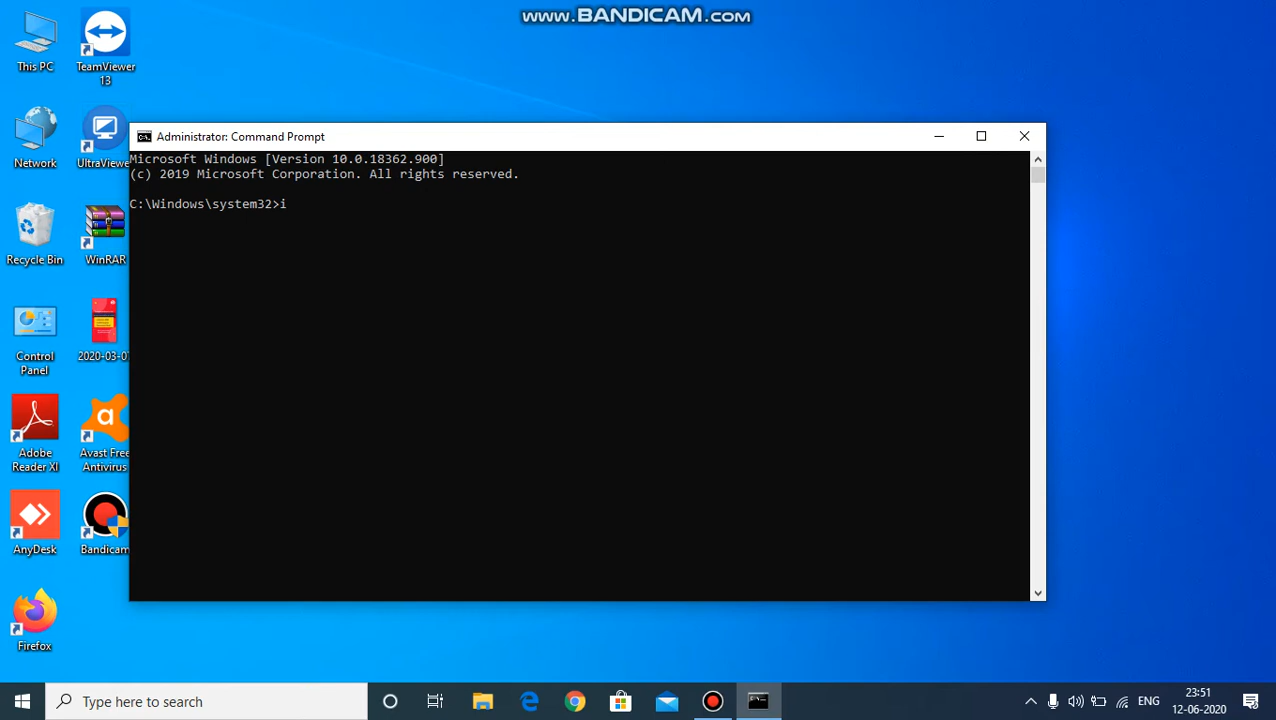 www.BANDICAM.com
This PC
TeamViewer
13
Network
UltraViewe
Recycle Bin
WinRAR
Control
Panel
2020-03-07
Adobe
Reader XI
Avast Free
Antivirus
AnyDesk
Bandicam
Firefox
Administrator: Command Prompt
Microsoft Windows [Version 10.0.18362.900]
(c) 2019 Microsoft Corporation. All rights reserved.
C:\Windows\system32>i
Type here to search
ENG
23:51
12-06-2020